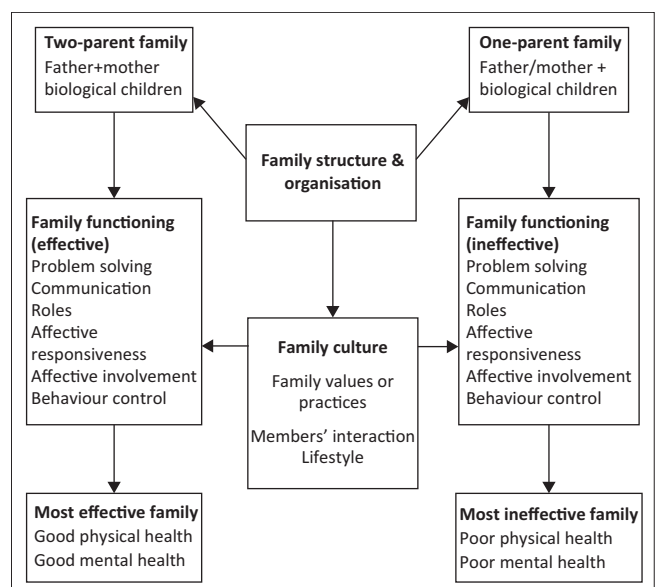 Two-parent family
Father+mother
biological children
One-parent family
Father/mother +
biological children
Family structure &
organisation
Family functioning
(effective)
Problem solving
Communication
Roles
Affective
responsiveness
Affective involvement
Behaviour control
Family culture
Family values or
practices
Members’ interaction
Lifestyle
Family functioning
(ineffective)
Problem solving
Communication
Roles
Affective
responsiveness
Affective involvement
Behaviour control
Most effective family
Good physical health
Good mental health
Most ineffective family
Poor physical health
Poor mental health